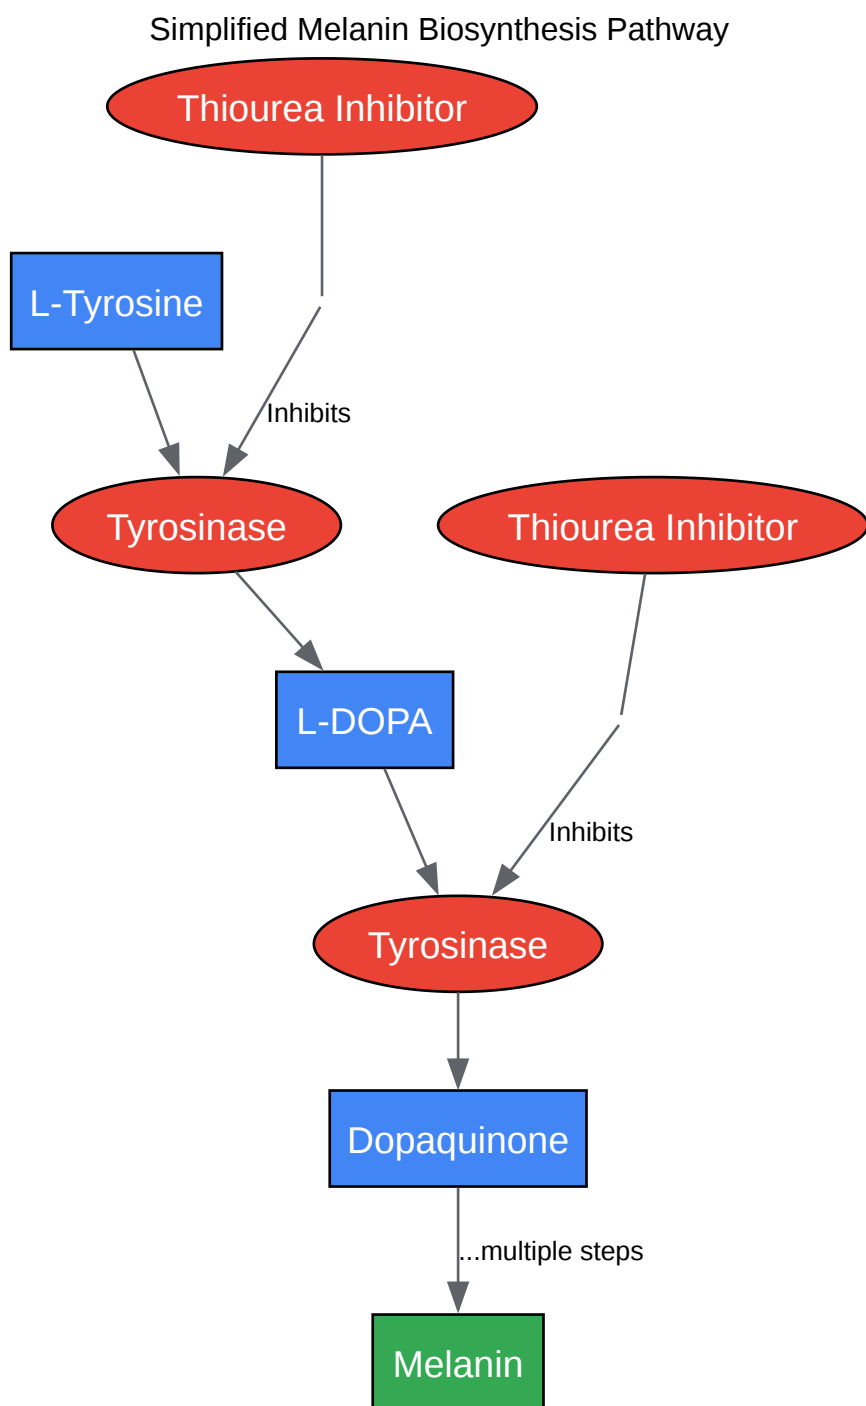 Simplified Melanin Biosynthesis Pathway
Thiourea Inhibitor
L-Tyrosine
Inhibits
Tyrosinase
Thiourea Inhibitor
L-DOPA
Inhibits
Tyrosinase
Dopaquinone
...multiple steps
Melanin